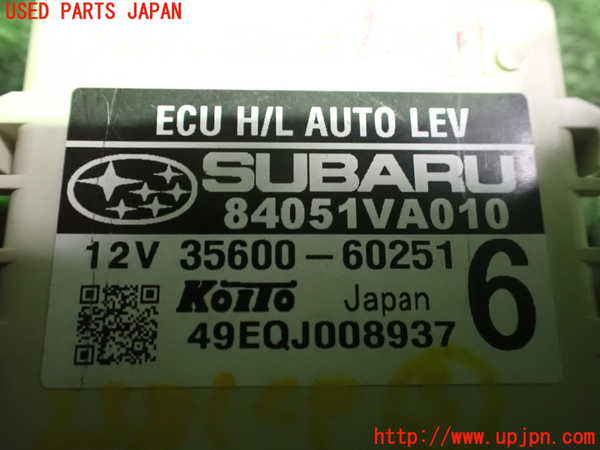 USED PARTS JAPAN
ECU H/L AUTO LEV
SUBARU
84051VA010
12V 35600-60251
6
KOITO Japan
49EQJ008937
http://www.upjpn.com/